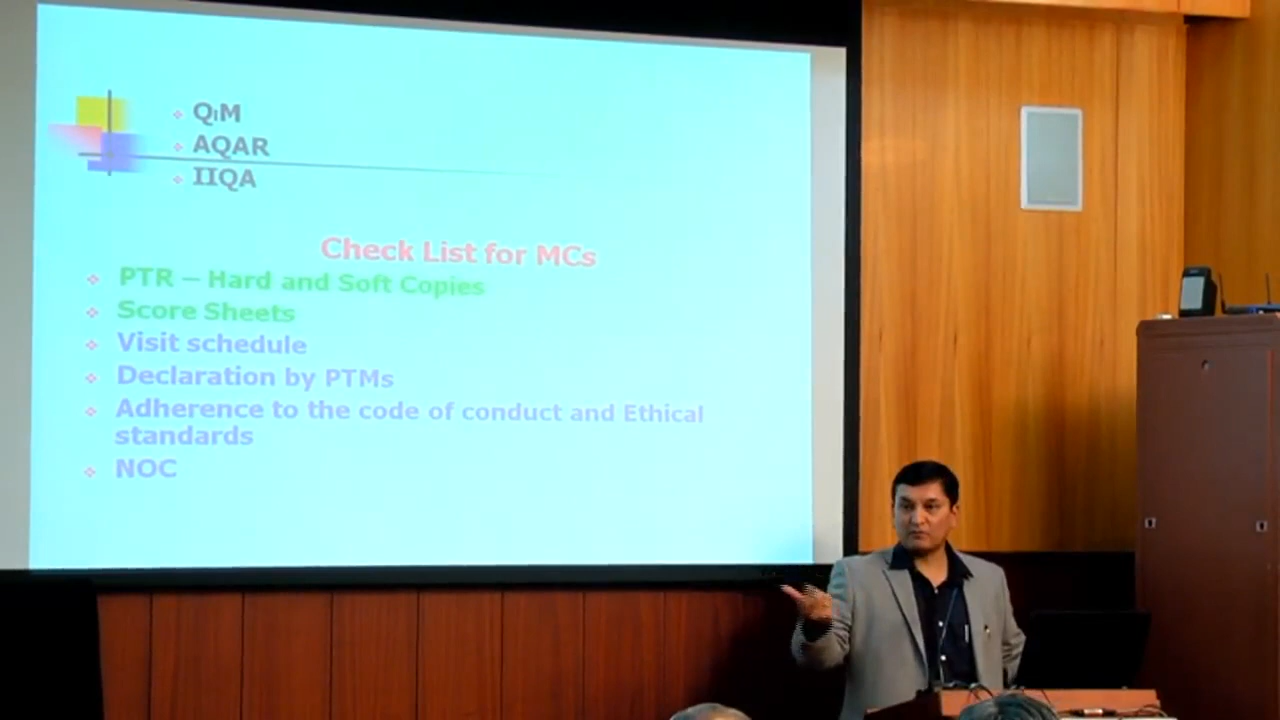 QlM
AQAR
IIQA
Check List for MCs
PTR – Hard and Soft Copies
Score Sheets
Visit schedule
Declaration by PTMs
Adherence to the code of conduct and Ethical
standards
NOC